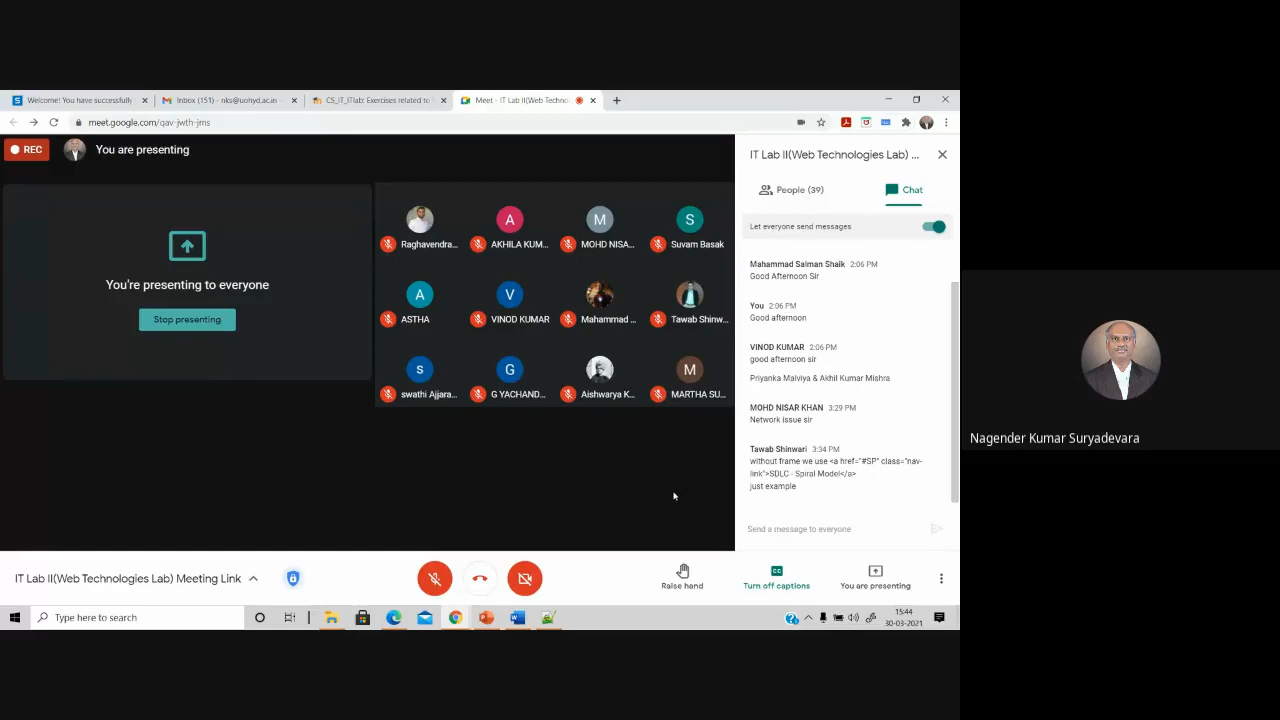 Welcome! You have successfully
Inbox (151) - nks@uohyd.ac.in -
CS_IT_ITlab: Exercises related to
Meet - IT Lab II(Web Techno
meet.google.com/qav-jwth-jms
REC
You are presenting
IT Lab II(Web Technologies Lab) ...
People (39)
Chat
Let everyone send messages
You're presenting to everyone
Stop presenting
Raghavendra...
A
AKHILA KUM...
M
MOHD NISA...
S
Suvam Basak
A
ASTHA
V
VINOD KUMAR
Mahammad ...
Tawab Shinw...
s
swathi Ajjara...
G
G YACHAND...
Aishwarya K...
M
MARTHA SU...
Mahammad Salman Shaik 2:06 PM
Good Afternoon Sir
You 2:06 PM
Good afternoon
VINOD KUMAR 2:06 PM
good afternoon sir
Priyanka Malviya & Akhil Kumar Mishra
MOHD NISAR KHAN 3:29 PM
Network issue sir
Tawab Shinwari 3:34 PM
without frame we use <a href="#SP" class="nav-
link">SDLC - Spiral Model</a>
just example
Send a message to everyone
Nagender Kumar Suryadevara
IT Lab II(Web Technologies Lab) Meeting Link
Raise hand
Turn off captions
You are presenting
Type here to search
15:44
30-03-2021